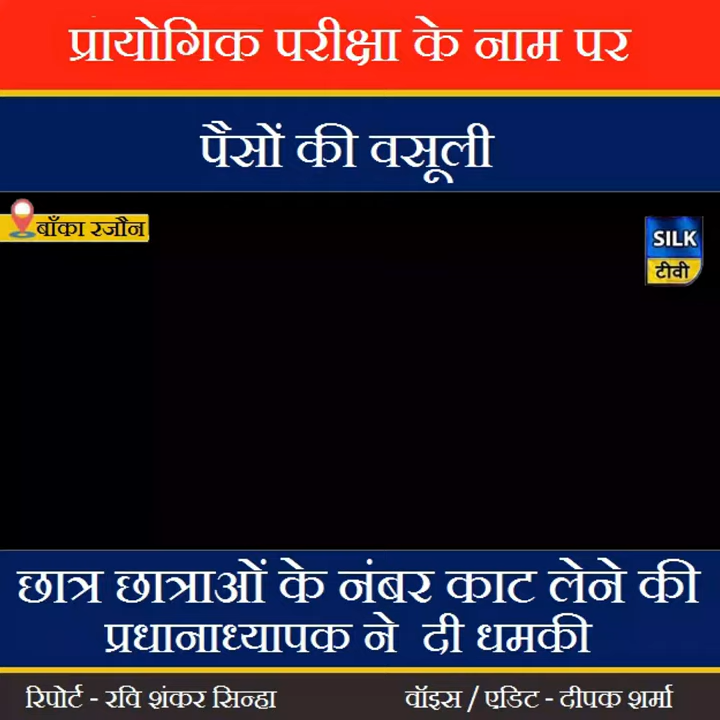 प्रायोगिक परीक्षा के नाम पर
पैसों की वसूली
बाँका रजौन
SILK
टीवी
छात्र छात्राओं के नंबर काट लेने की
प्रधानाध्यापक ने दी धमकी
रिपोर्ट - रवि शंकर सिन्हा
वॉइस / एडिट - दीपक शर्मा